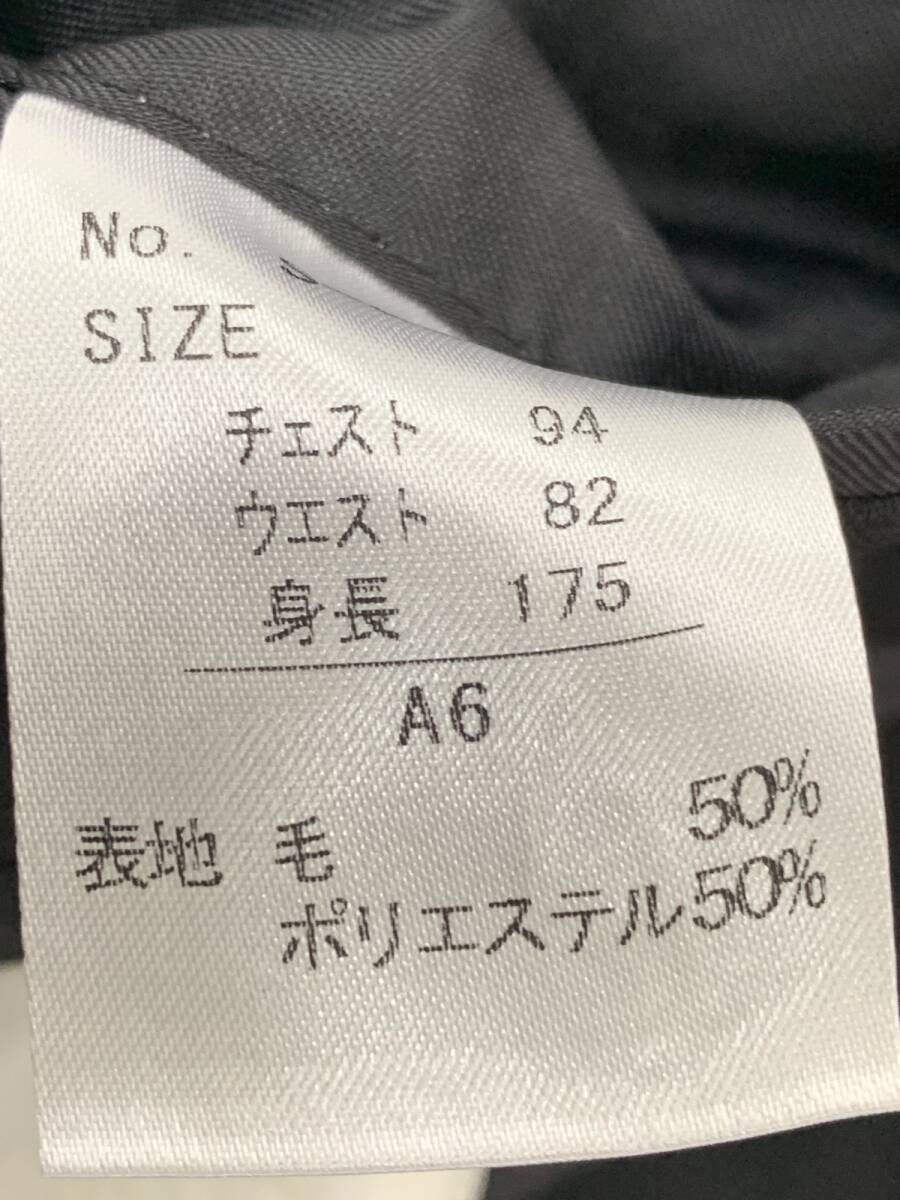 No.
SIZE
チェスト 94
ウエスト 82
身長 175
A6
表地 毛 50%
ポリエステル50%